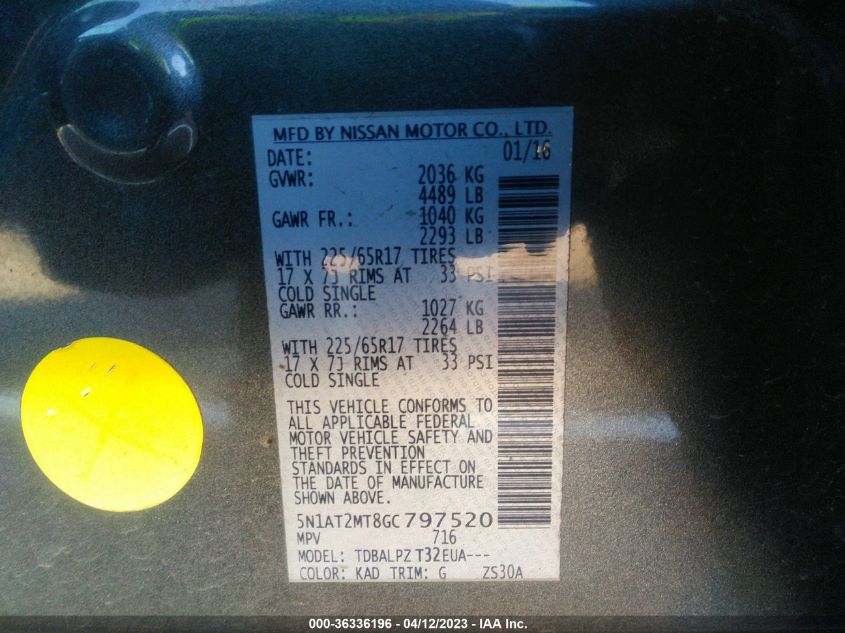 MFD BY NISSAN MOTOR CO., LTD.
DATE: 01/16
GVWR: 2036 KG
4489 LB
GAWR FR.: 1040 KG
2293 LB
WITH 225/65R17 TIRES
17 X 7J RIMS AT 33 PSI
COLD SINGLE
GAWR RR.: 1027 KG
2264 LB
WITH 225/65R17 TIRES
17 X 7J RIMS AT 33 PSI
COLD SINGLE
THIS VEHICLE CONFORMS TO
ALL APPLICABLE FEDERAL
MOTOR VEHICLE SAFETY AND
THEFT PREVENTION
STANDARDS IN EFFECT ON
THE DATE OF MANUFACTURE
SHOWN ABOVE.
5N1AT2MT8GC797520
MPV 716
MODEL: TDBALPZ T32EUA---
COLOR: KAD TRIM: G ZS30A
000-36336196 - 04/12/2023 - IAA Inc.